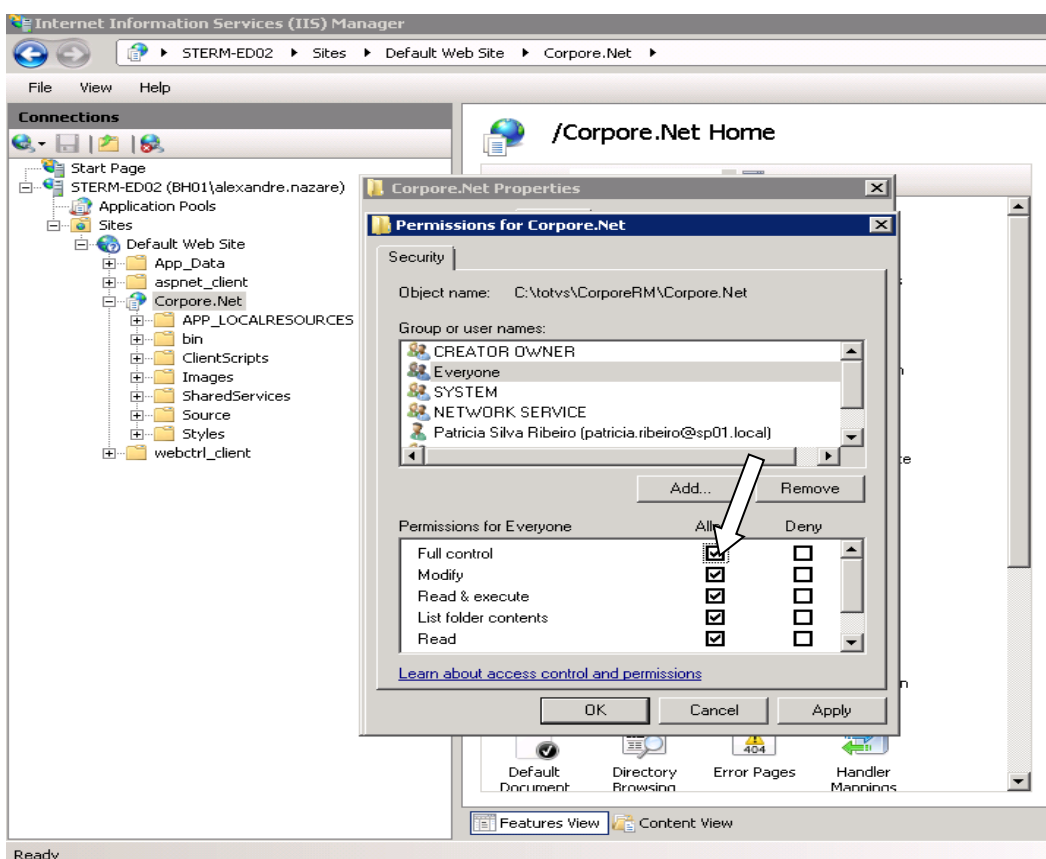 Internet Information Services (IIS) Manager
STERM-ED02 Sites Default Web Site Corpore.Net
File View Help
Connections
Start Page
STERM-ED02 (BH01\alexandre.nazare)
Application Pools
Sites
Default Web Site
App_Data
aspnet_client
Corpore.Net
APP_LOCALRESOURCES
bin
ClientScripts
Images
SharedServices
Source
Styles
webctrl_client
/Corpore.Net Home
Corpore.Net Properties
Permissions for Corpore.Net
Security
Object name: C:\totvs\CorporeRM\Corpore.Net
Group or user names:
CREATOR OWNER
Everyone
SYSTEM
NETWORK SERVICE
Patricia Silva Ribeiro (patricia.ribeiro@sp01.local)
Add... Remove
Permissions for Everyone Deny
Full control
Modify
Read & execute
List folder contents
Read
Learn about access control and permissions
OK Cancel Apply
Default Document
Directory Browsing
404
Error Pages
Handler Mappings
Features View Content View
Ready